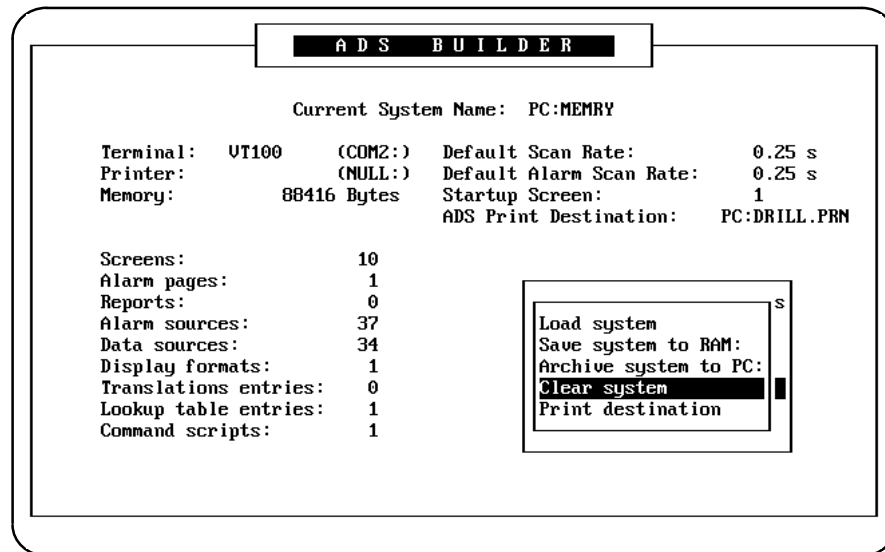 ADS BUILDER
Current System Name: PC:MEMRY
Terminal: VT100 (COM2:) Default Scan Rate: 0.25 s
Printer: (NULL:) Default Alarm Scan Rate: 0.25 s
Memory: 88416 Bytes Startup Screen: 1
ADS Print Destination: PC:DRILL.PRN
Screens: 10
Alarm pages: 1
Reports: 0
Alarm sources: 37
Data sources: 34
Display formats: 1
Translations entries: 0
Lookup table entries: 1
Command scripts: 1
s
Load system
Save system to RAM:
Archive system to PC:
Clear system
Print destination